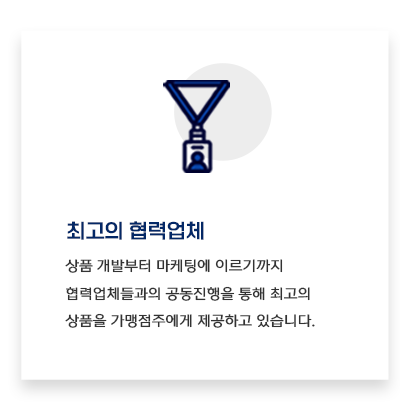 최고의 협력업체
상품 개발부터 마케팅에 이르기까지
협력업체들과의 공동진행을 통해 최고의
상품을 가맹점주에게 제공하고 있습니다.